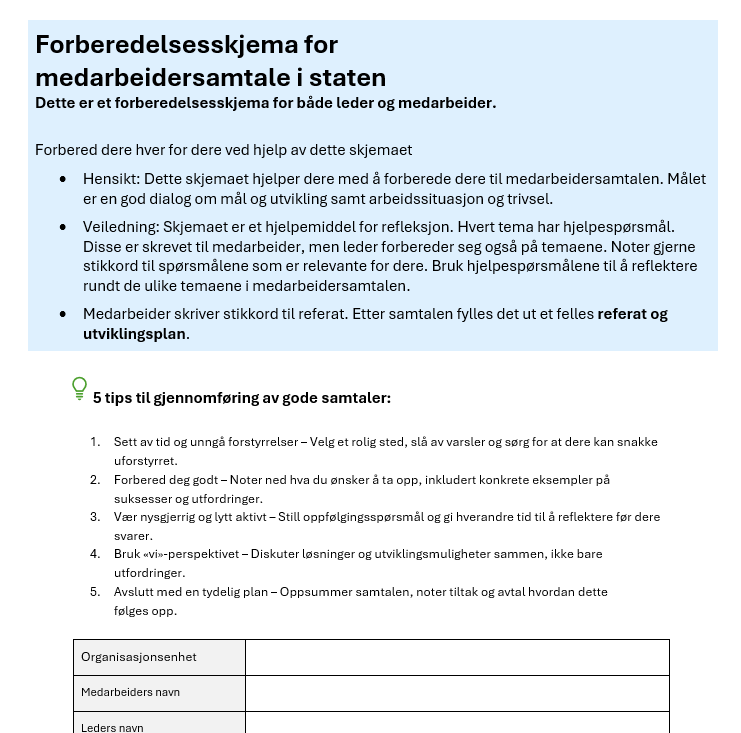 Forberedelsesskjema for
medarbeidersamtale i staten
Dette er et forberedelsesskjema for både leder og medarbeider.
Forbered dere hver for dere ved hjelp av dette skjemaet
• Hensikt: Dette skjemaet hjelper dere med å forberede dere til medarbeidersamtalen. Målet
er en god dialog om mål og utvikling samt arbeidssituasjon og trivsel.
• Veiledning: Skjemaet er et hjelpemiddel for refleksjon. Hvert tema har hjelpespørsmål.
Disse er skrevet til medarbeider, men leder forbereder seg også på temaene. Noter gjerne
stikkord til spørsmålene som er relevante for dere. Bruk hjelpespørsmålene til å reflektere
rundt de ulike temaene i medarbeidersamtalen.
• Medarbeider skriver stikkord til referat. Etter samtalen fylles det ut et felles referat og
utviklingsplan.
5 tips til gjennomføring av gode samtaler:
1. Sett av tid og unngå forstyrrelser – Velg et rolig sted, slå av varsler og sørg for at dere kan snakke
uforstyrret.
2. Forbered deg godt – Noter ned hva du ønsker å ta opp, inkludert konkrete eksempler på
suksesser og utfordringer.
3. Vær nysgjerrig og lytt aktivt – Still oppfølgingsspørsmål og gi hverandre tid til å reflektere før dere
svarer.
4. Bruk «vi»-perspektivet – Diskuter løsninger og utviklingsmuligheter sammen, ikke bare
utfordringer.
5. Avslutt med en tydelig plan – Oppsummer samtalen, noter tiltak og avtal hvordan dette
følges opp.
Organisasjonsenhet
Medarbeiders navn
Leders navn